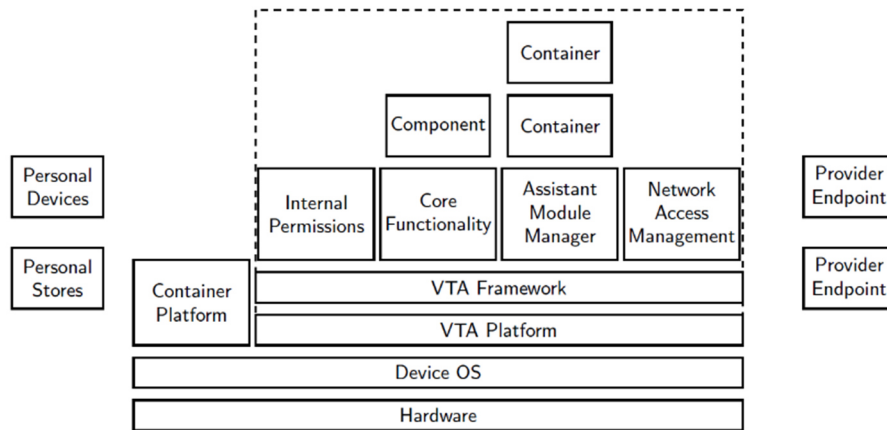 Container
Component
Container
Personal
Devices
Internal
Permissions
Core
Functionality
Assistant
Module
Manager
Network
Access
Management
Provider
Endpoint
Personal
Stores
Container
Platform
VTA Framework
Provider
Endpoint
VTA Platform
Device OS
Hardware